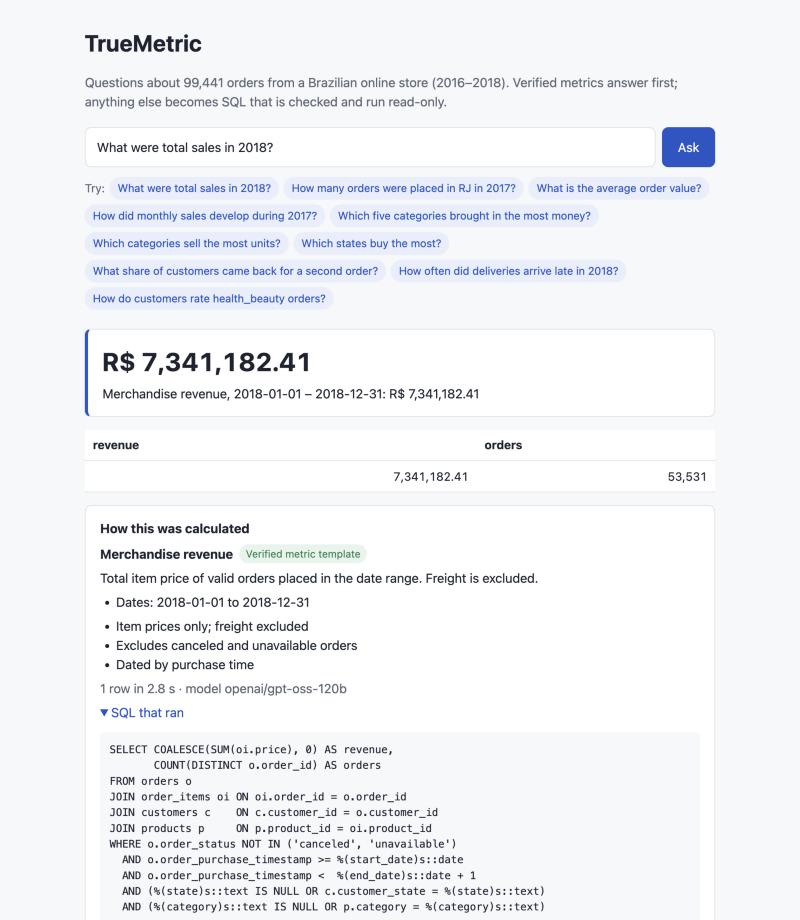 TrueMetric
Questions about 99,441 orders from a Brazilian online store (2016–2018). Verified metrics answer first;
anything else becomes SQL that is checked and run read-only.
What were total sales in 2018?
Ask
Try:
What were total sales in 2018?
How many orders were placed in RJ in 2017?
What is the average order value?
How did monthly sales develop during 2017?
Which five categories brought in the most money?
Which categories sell the most units?
Which states buy the most?
What share of customers came back for a second order?
How often did deliveries arrive late in 2018?
How do customers rate health_beauty orders?
R$ 7,341,182.41
Merchandise revenue, 2018-01-01 – 2018-12-31: R$ 7,341,182.41
revenue orders
7,341,182.41 53,531
How this was calculated
Merchandise revenue Verified metric template
Total item price of valid orders placed in the date range. Freight is excluded.
• Dates: 2018-01-01 to 2018-12-31
• Item prices only; freight excluded
• Excludes canceled and unavailable orders
• Dated by purchase time
1 row in 2.8 s · model openai/gpt-oss-120b
▼ SQL that ran
SELECT COALESCE(SUM(oi.price), 0) AS revenue,
       COUNT(DISTINCT o.order_id) AS orders
FROM orders o
JOIN order_items oi ON oi.order_id = o.order_id
JOIN customers c    ON c.customer_id = o.customer_id
JOIN products p     ON p.product_id = oi.product_id
WHERE o.order_status NOT IN ('canceled', 'unavailable')
  AND o.order_purchase_timestamp >= %(start_date)s::date
  AND o.order_purchase_timestamp <  %(end_date)s::date + 1
  AND (%(state)s::text IS NULL OR c.customer_state = %(state)s::text)
  AND (%(category)s::text IS NULL OR p.category = %(category)s::text)